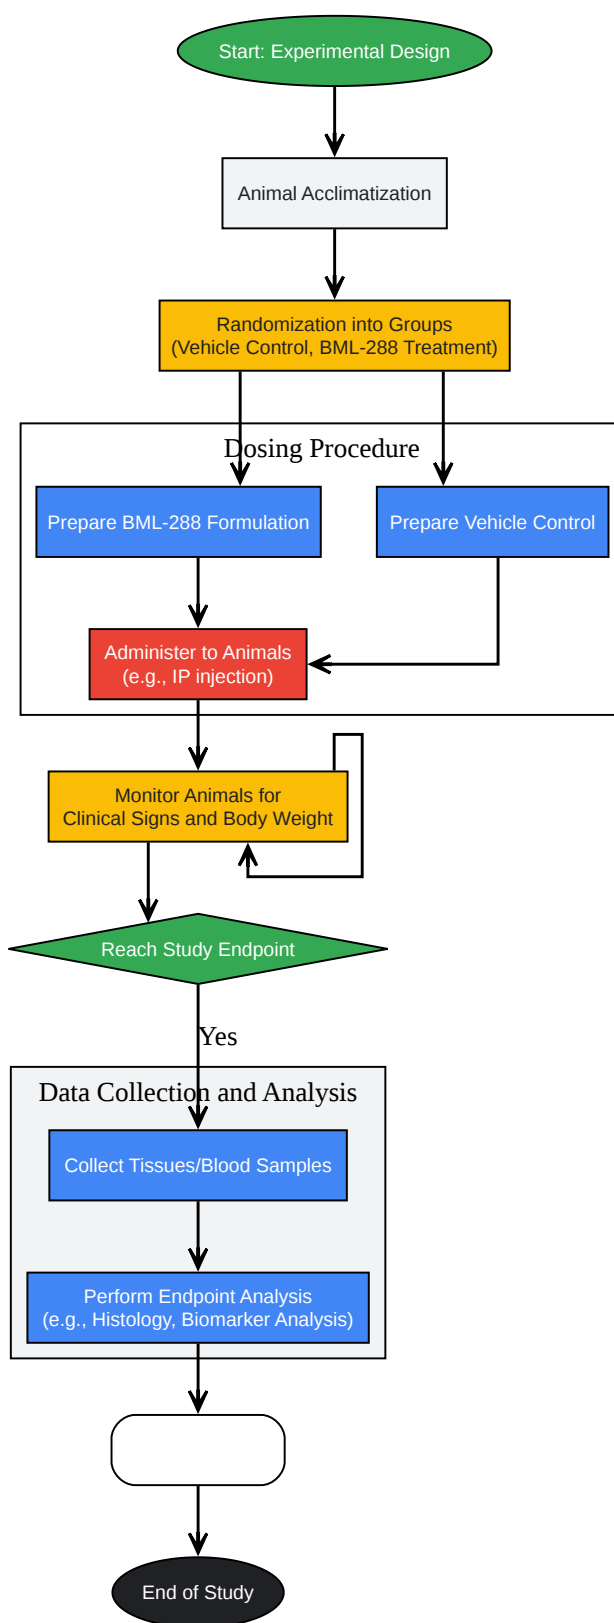 Start: Experimental Design
Animal Acclimatization
Randomization into Groups
(Vehicle Control, BML-288 Treatment)
Dosing Procedure
Prepare BML-288 Formulation
Prepare Vehicle Control
Administer to Animals
(e.g., IP injection)
Monitor Animals for
Clinical Signs and Body Weight
Reach Study Endpoint
Yes
Data Collection and Analysis
Collect Tissues/Blood Samples
Perform Endpoint Analysis
(e.g., Histology, Biomarker Analysis)
End of Study